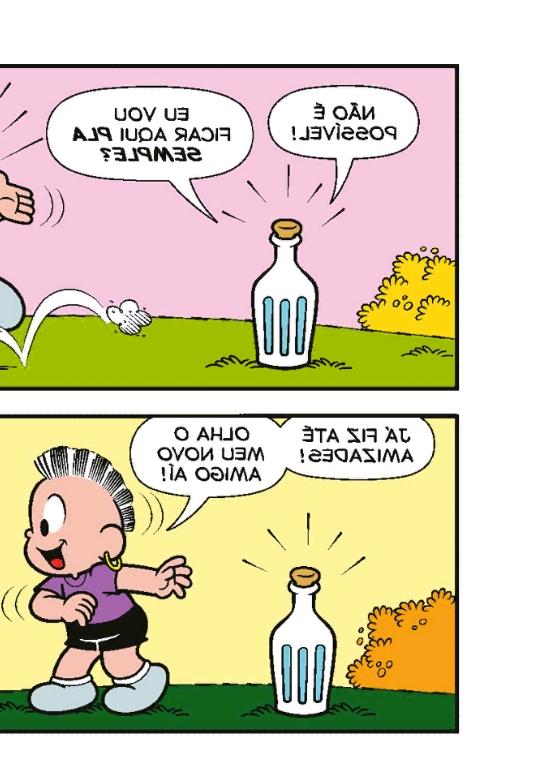 NÃO É
POSSÍVEL!
EU VOU
FICAR AQUI PLA
SEMPLE?
JÁ FIZ ATÉ
AMIZADES!
OLHA O
MEU NOVO
AMIGO AÍ!